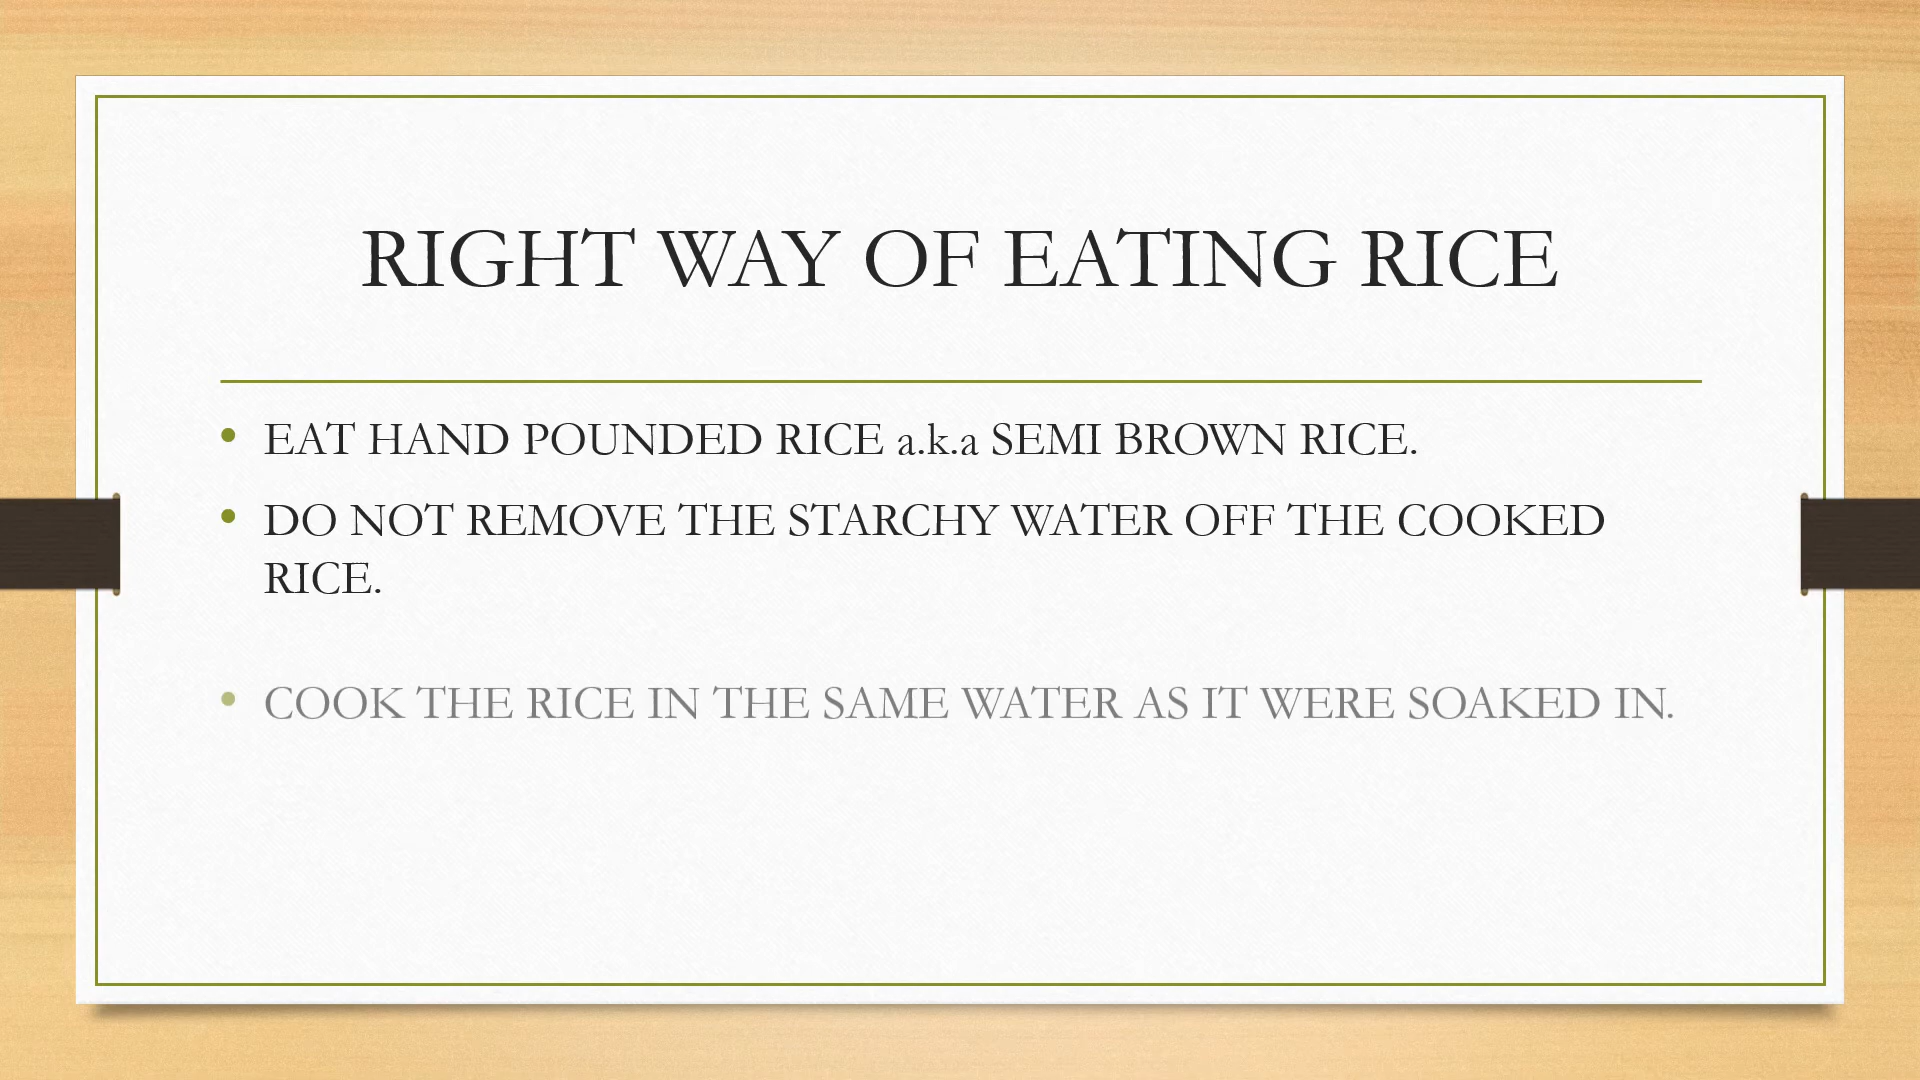 RIGHT WAY OF EATING RICE
• EAT HAND POUNDED RICE a.k.a SEMI BROWN RICE.
• DO NOT REMOVE THE STARCHY WATER OFF THE COOKED
RICE.
• COOK THE RICE IN THE SAME WATER AS IT WERE SOAKED IN.